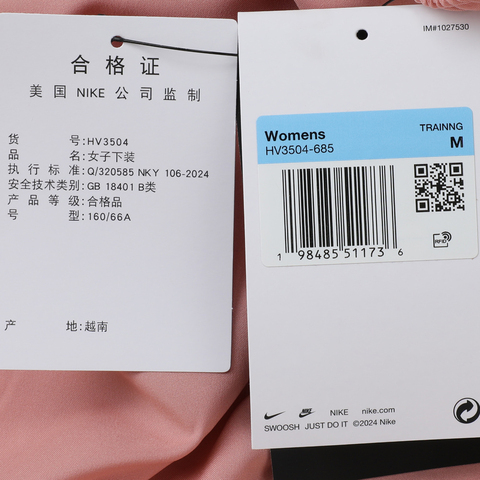 合格证
美国 NIKE 公司监制
货号:HV3504
品名:女子下装
执行标准:Q/320585 NKY 106-2024
安全技术类别:GB 18401 B类
产品等级:合格品
号型:160/66A
产地:越南
IM#1027530
Womens
TRAINNG
HV3504-685
M
RFID
1 98485 51173 6
NIKE nike.com
SWOOSH JUST DO IT ©2024 Nike